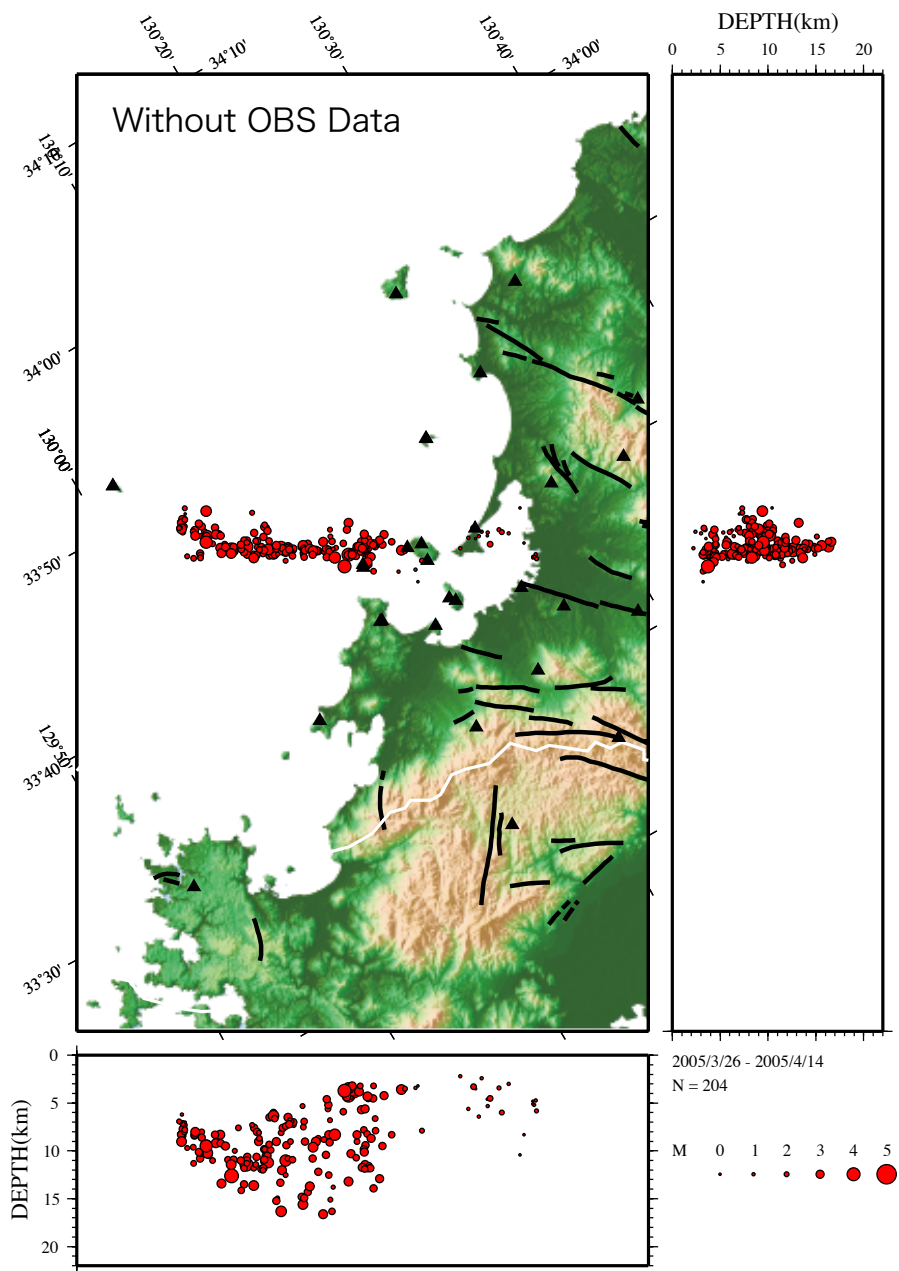 DEPTH(km)
130°20' 34°10' 130°30' 130°40' 34°00'
0 5 10 15 20
Without OBS Data
130°10'
34°10'
34°00'
130°00'
33°50'
129°50'
33°40'
33°30'
0
5
10
15
20
DEPTH(km)
2005/3/26 - 2005/4/14
N = 204
M 0 1 2 3 4 5